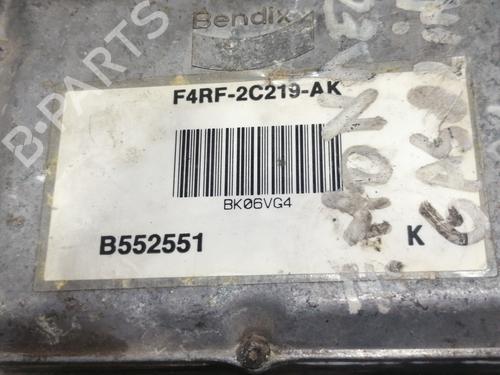 Bendix
B-PARTS
F4RF-2C219-AK
BK06VG4
B552551
K